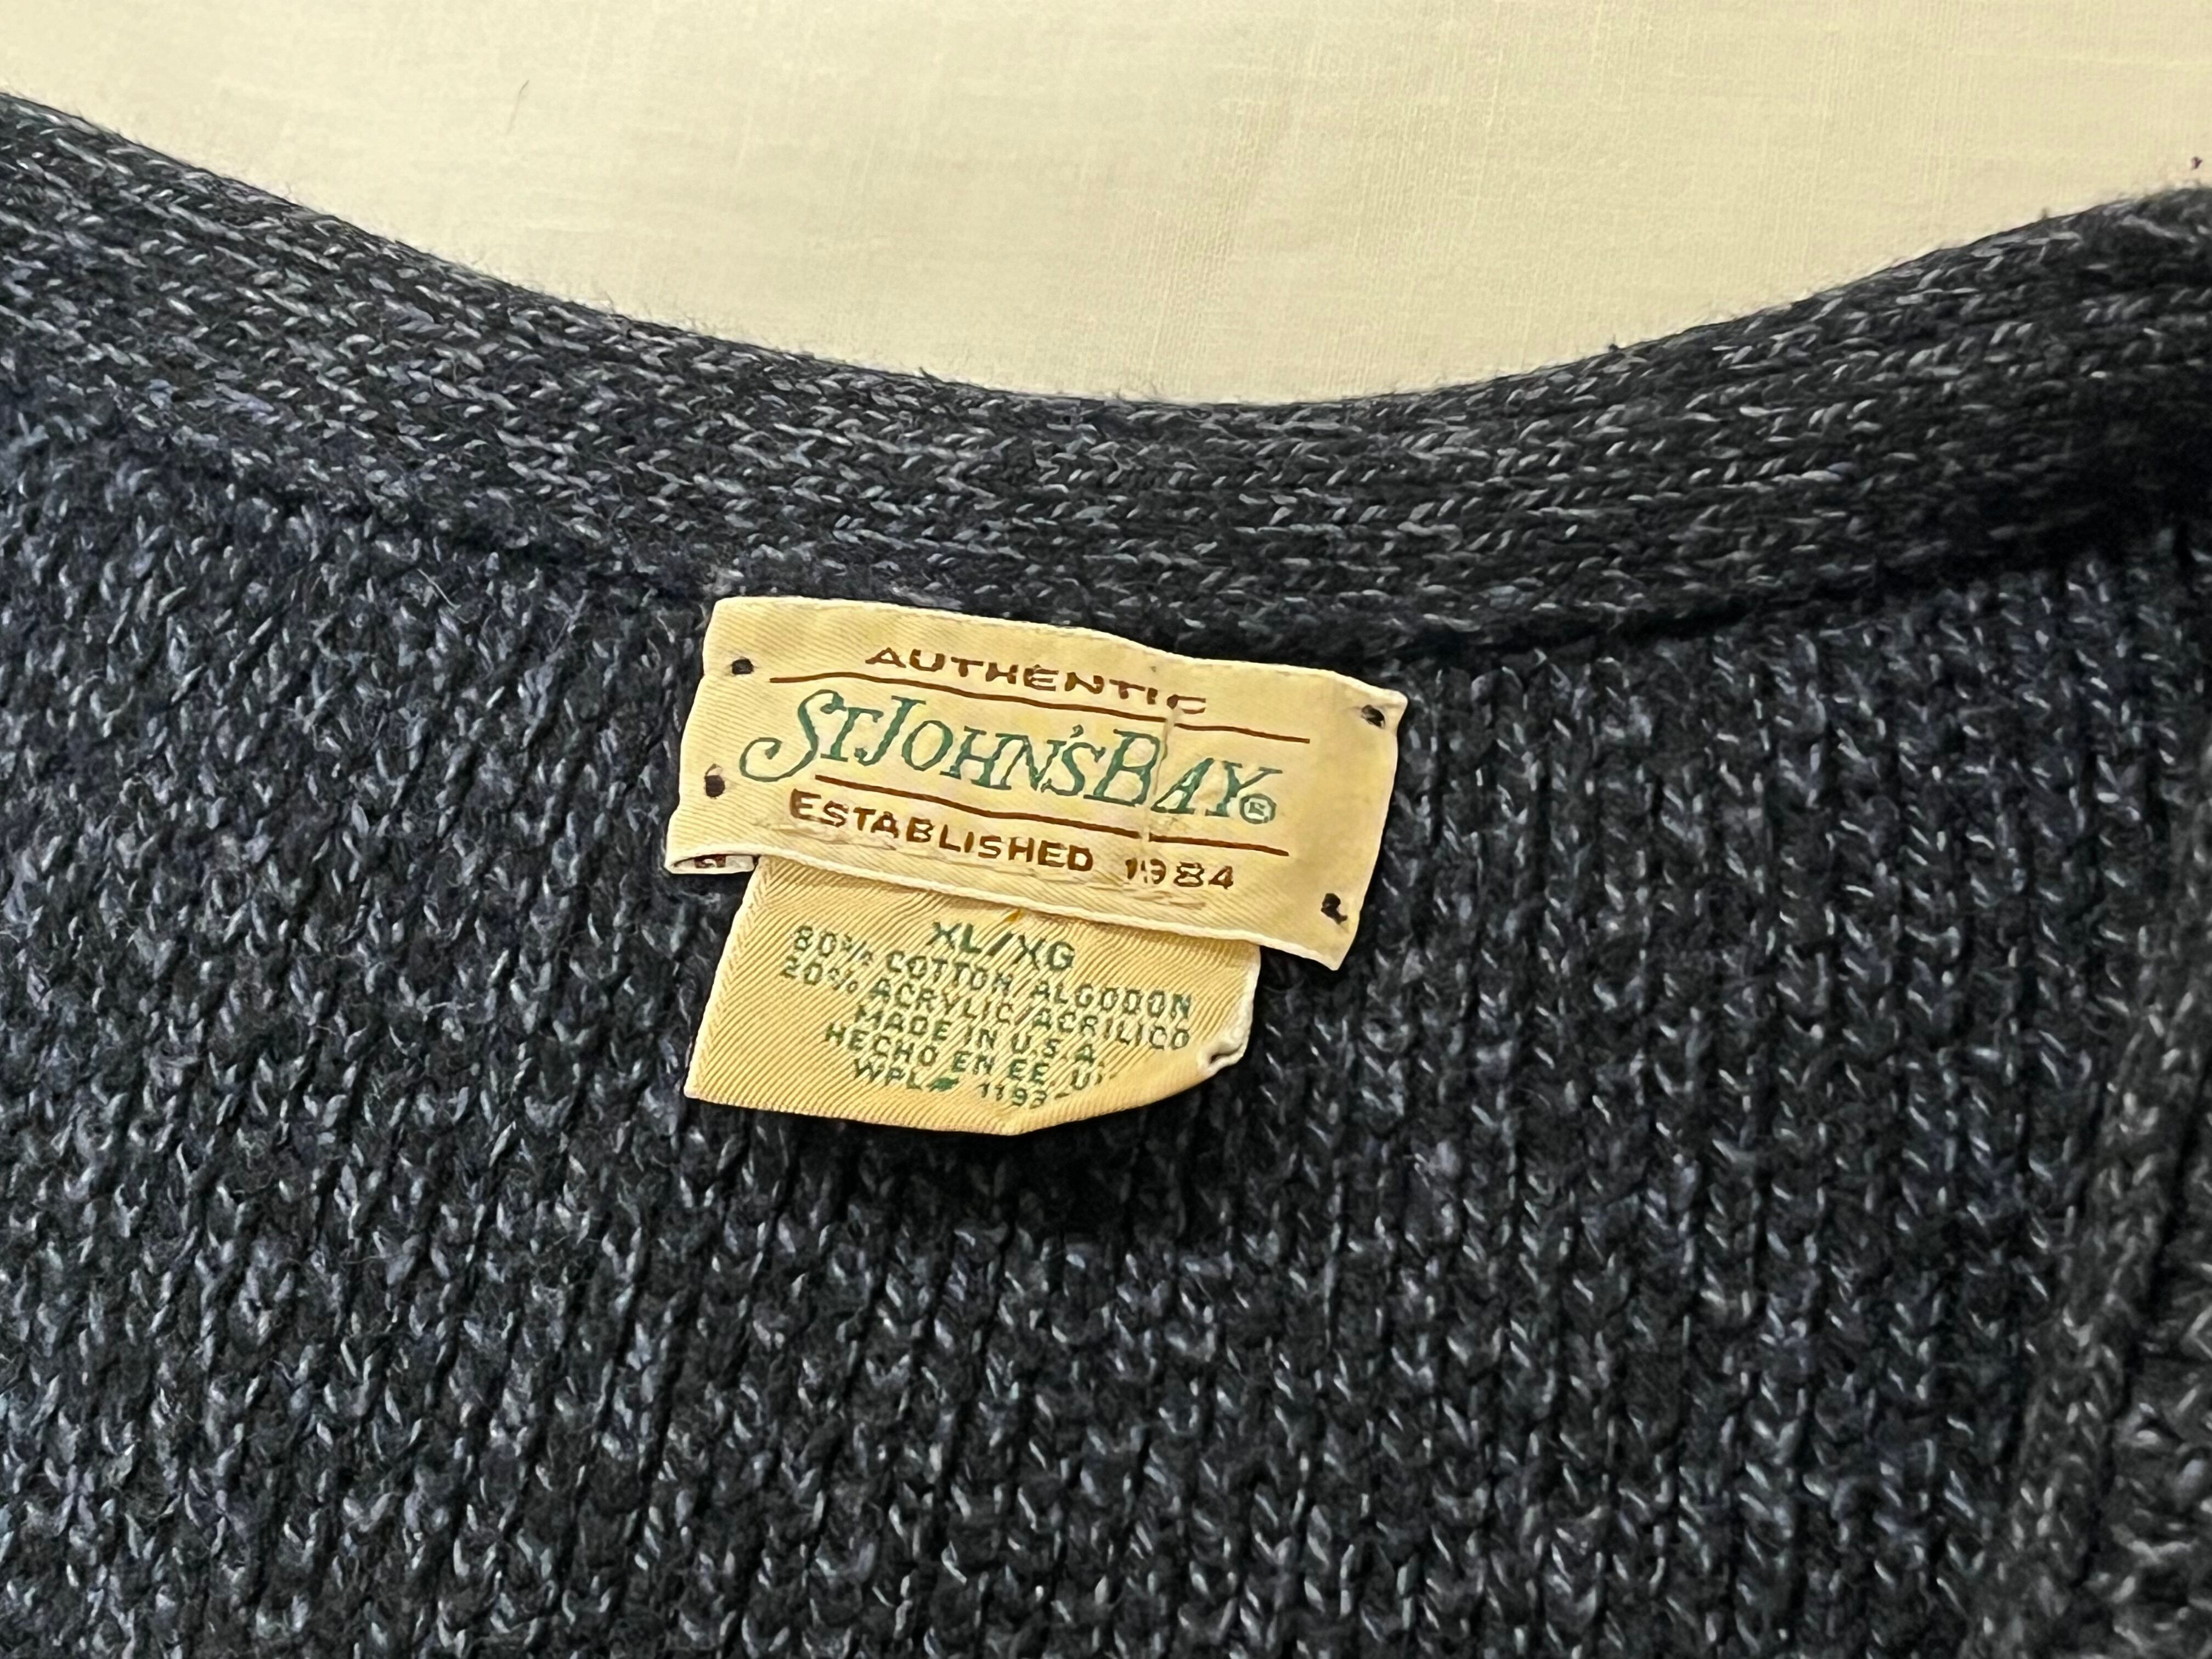 AUTHENTIC
ST JOHN'S BAY®
ESTABLISHED 1984
XL/XG
80% COTTON ALGODON
20% ACRYLIC/ACRILICO
MADE IN U.S.A
HECHO EN EE.
WPL